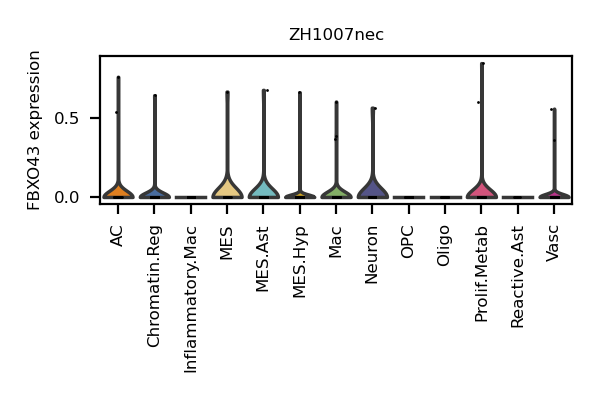 ZH1007nec
FBXO43 expression
0.5
0.0
AC
Chromatin.Reg
Inflammatory.Mac
MES
MES.Ast
MES.Hyp
Mac
Neuron
OPC
Oligo
Prolif.Metab
Reactive.Ast
Vasc